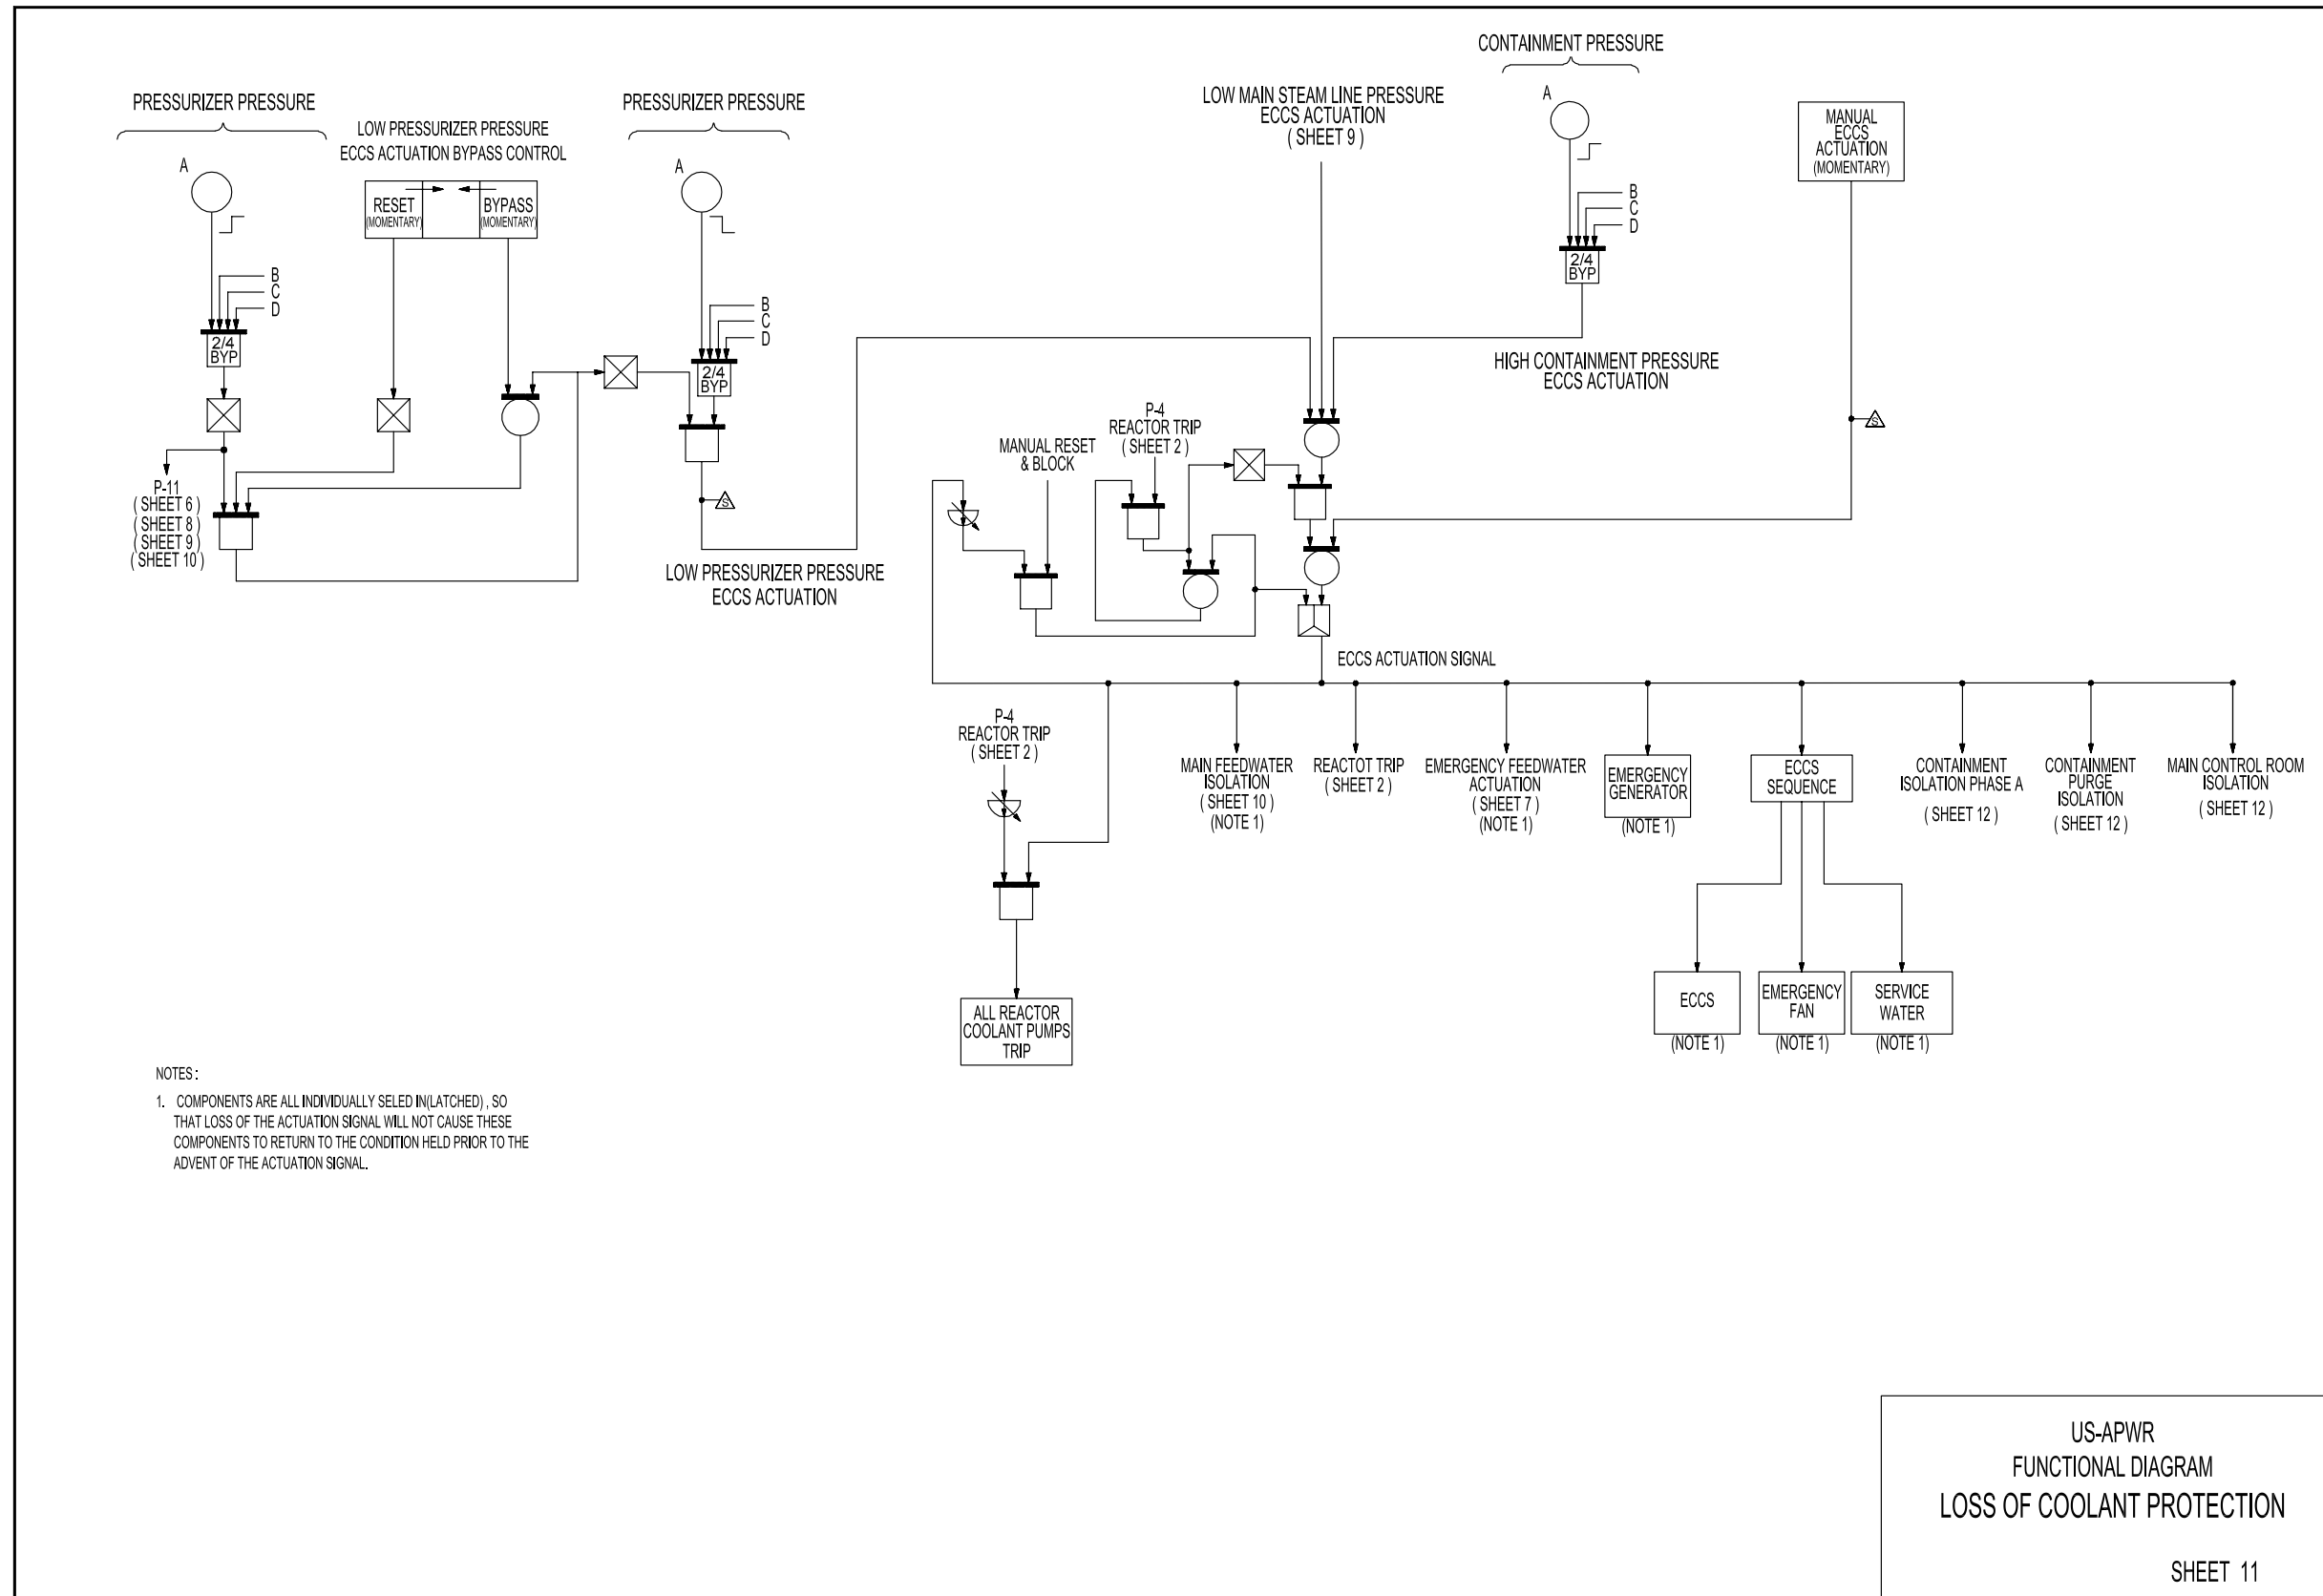 PRESSURIZER PRESSURE
A
B
C
D
2/4
BYP
P-11
( SHEET 6 )
( SHEET 8 )
( SHEET 9 )
( SHEET 10 )
LOW PRESSURIZER PRESSURE
ECCS ACTUATION BYPASS CONTROL
RESET
(MOMENTARY)
BYPASS
(MOMENTARY)
PRESSURIZER PRESSURE
A
B
C
D
2/4
BYP
S
LOW PRESSURIZER PRESSURE
ECCS ACTUATION
LOW MAIN STEAM LINE PRESSURE
ECCS ACTUATION
( SHEET 9 )
CONTAINMENT PRESSURE
A
B
C
D
2/4
BYP
HIGH CONTAINMENT PRESSURE
ECCS ACTUATION
MANUAL
ECCS
ACTUATION
(MOMENTARY)
S
MANUAL RESET
& BLOCK
P-4
REACTOR TRIP
( SHEET 2 )
ECCS ACTUATION SIGNAL
P-4
REACTOR TRIP
( SHEET 2 )
ALL REACTOR
COOLANT PUMPS
TRIP
MAIN FEEDWATER
ISOLATION
( SHEET 10 )
(NOTE 1)
REACTOT TRIP
( SHEET 2 )
EMERGENCY FEEDWATER
ACTUATION
( SHEET 7 )
(NOTE 1)
EMERGENCY
GENERATOR
(NOTE 1)
ECCS
SEQUENCE
CONTAINMENT
ISOLATION PHASE A
( SHEET 12 )
CONTAINMENT
PURGE
ISOLATION
( SHEET 12 )
MAIN CONTROL ROOM
ISOLATION
( SHEET 12 )
ECCS
(NOTE 1)
EMERGENCY
FAN
(NOTE 1)
SERVICE
WATER
(NOTE 1)
NOTES :
1. COMPONENTS ARE ALL INDIVIDUALLY SELED IN(LATCHED) , SO
THAT LOSS OF THE ACTUATION SIGNAL WILL NOT CAUSE THESE
COMPONENTS TO RETURN TO THE CONDITION HELD PRIOR TO THE
ADVENT OF THE ACTUATION SIGNAL.
US-APWR
FUNCTIONAL DIAGRAM
LOSS OF COOLANT PROTECTION
SHEET 11